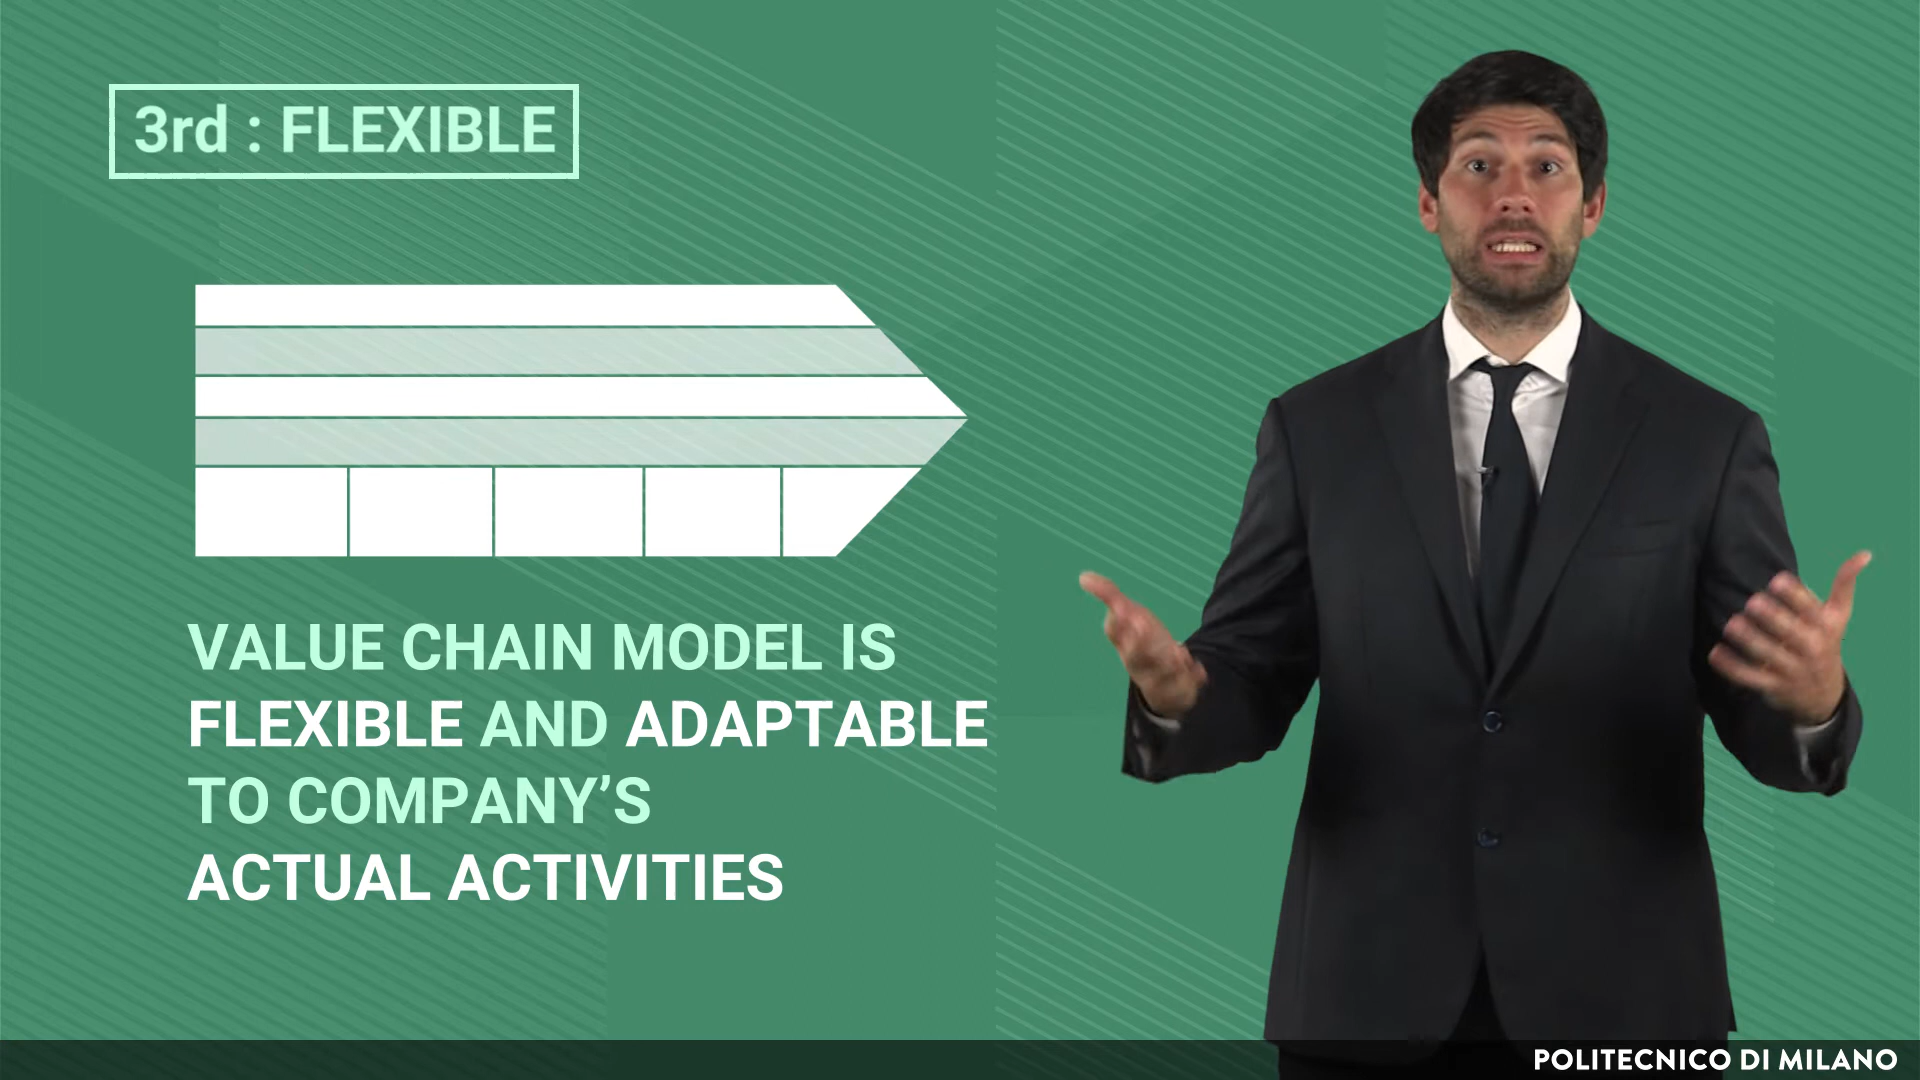 3rd : FLEXIBLE
VALUE CHAIN MODEL IS
FLEXIBLE AND ADAPTABLE
TO COMPANY’S
ACTUAL ACTIVITIES
POLITECNICO DI MILANO